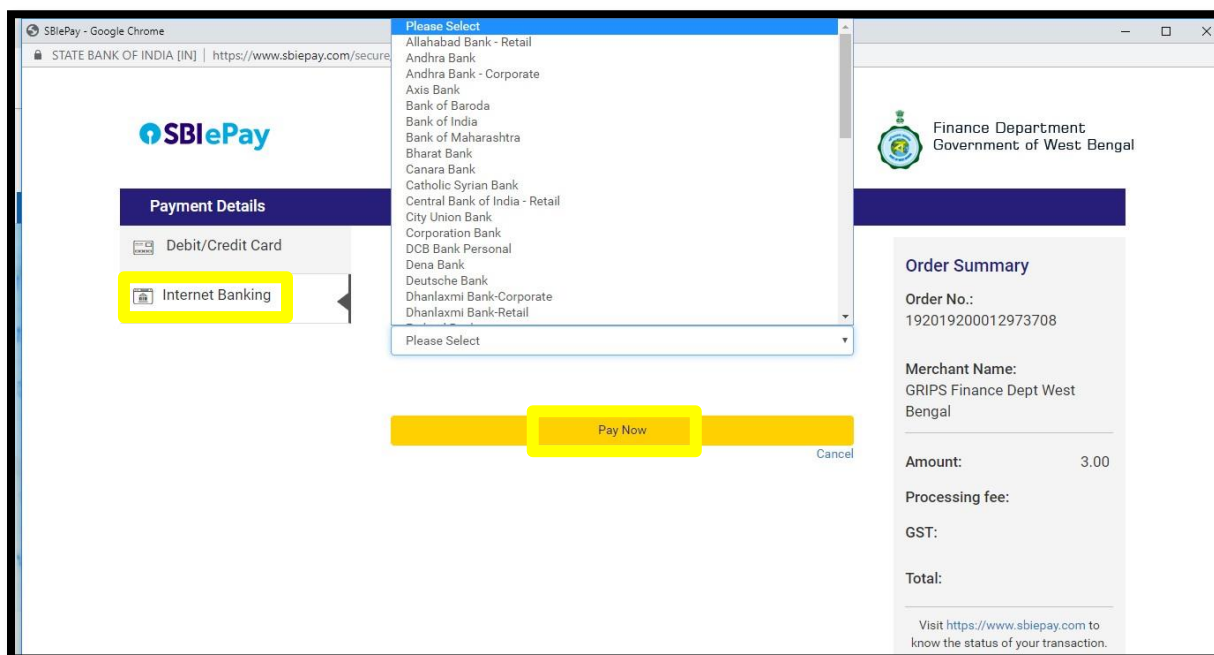 SBIePay - Google Chrome
STATE BANK OF INDIA [IN] | https://www.sbiepay.com/secure
SBIePay
Finance Department
Government of West Bengal
Payment Details
Debit/Credit Card
Internet Banking
Please Select
Allahabad Bank - Retail
Andhra Bank
Andhra Bank - Corporate
Axis Bank
Bank of Baroda
Bank of India
Bank of Maharashtra
Bharat Bank
Canara Bank
Catholic Syrian Bank
Central Bank of India - Retail
City Union Bank
Corporation Bank
DCB Bank Personal
Dena Bank
Deutsche Bank
Dhanlaxmi Bank-Corporate
Dhanlaxmi Bank-Retail
Please Select
Pay Now
Cancel
Order Summary
Order No.:
192019200012973708
Merchant Name:
GRIPS Finance Dept West
Bengal
Amount: 3.00
Processing fee:
GST:
Total:
Visit https://www.sbiepay.com to
know the status of your transaction.